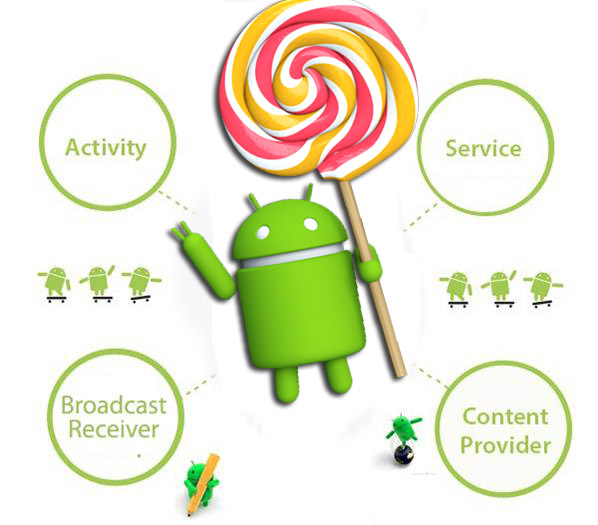 Activity
Service
Broadcast
Receiver
Content
Provider